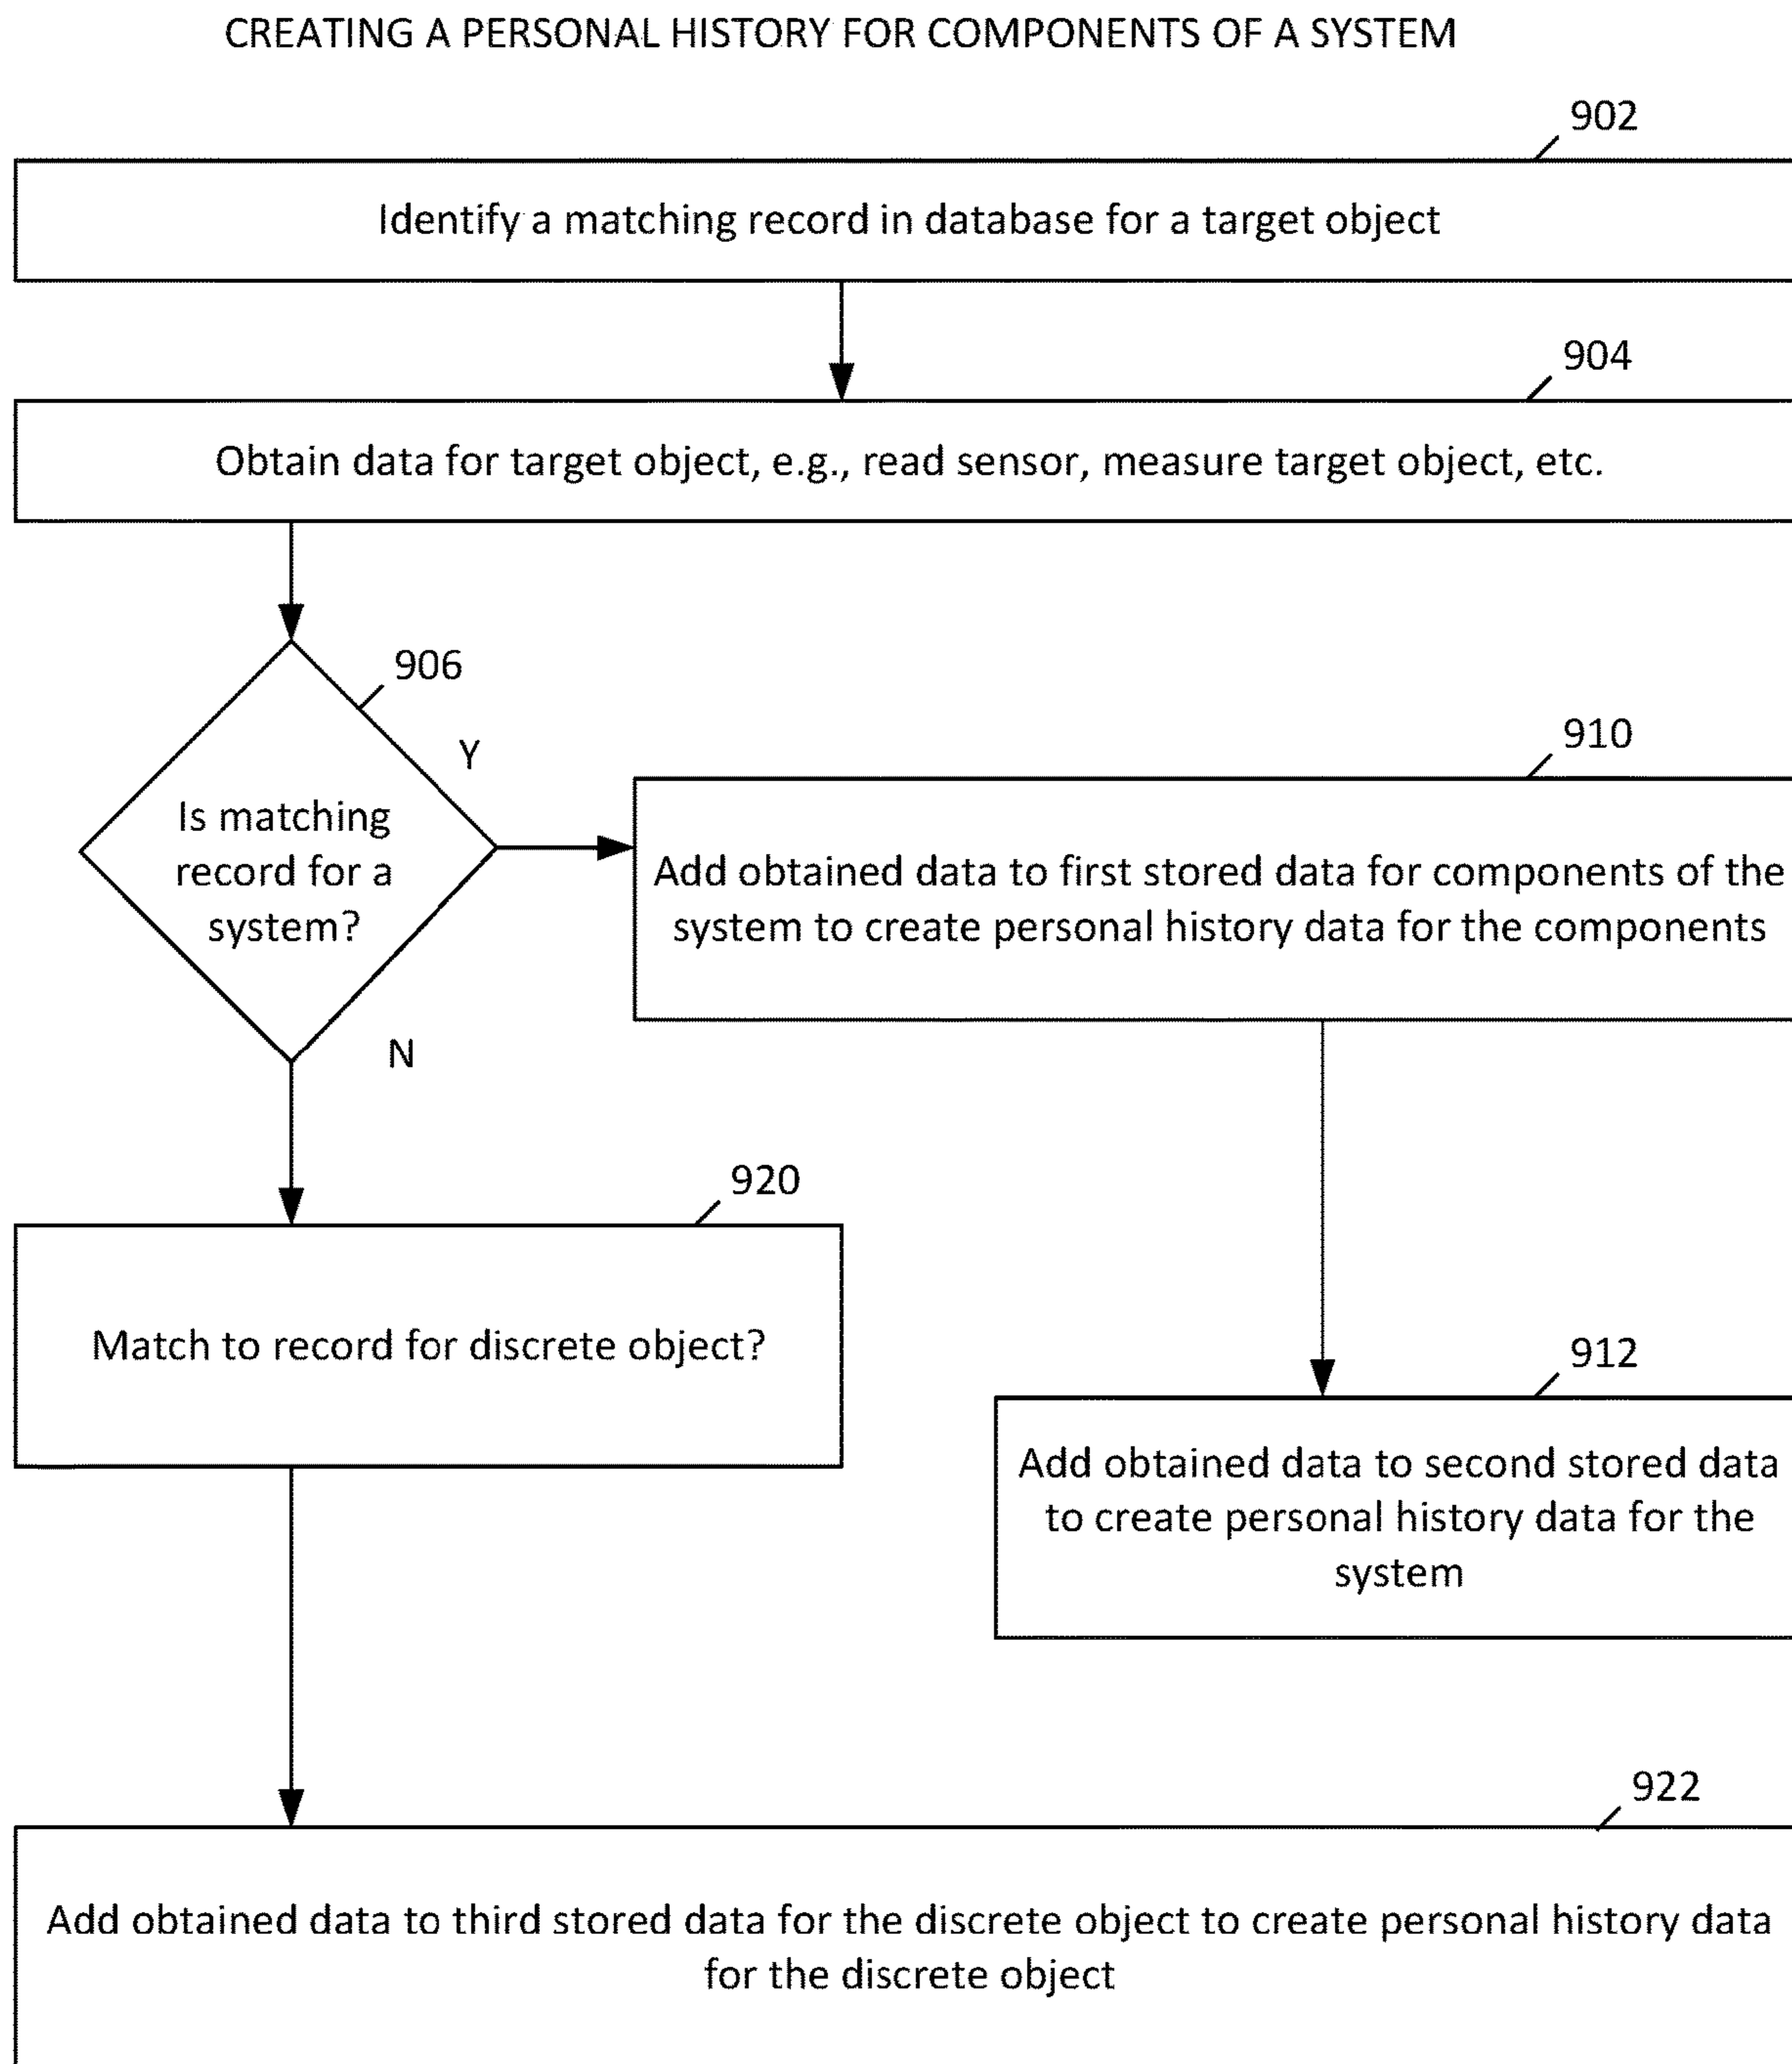 CREATING A PERSONAL HISTORY FOR COMPONENTS OF A SYSTEM
902
Identify a matching record in database for a target object
904
Obtain data for target object, e.g., read sensor, measure target object, etc.
906
Y
Is matching
record for a
system?
910
Add obtained data to first stored data for components of the
system to create personal history data for the components
N
920
Match to record for discrete object?
912
Add obtained data to second stored data
to create personal history data for the
system
922
Add obtained data to third stored data for the discrete object to create personal history data
for the discrete object